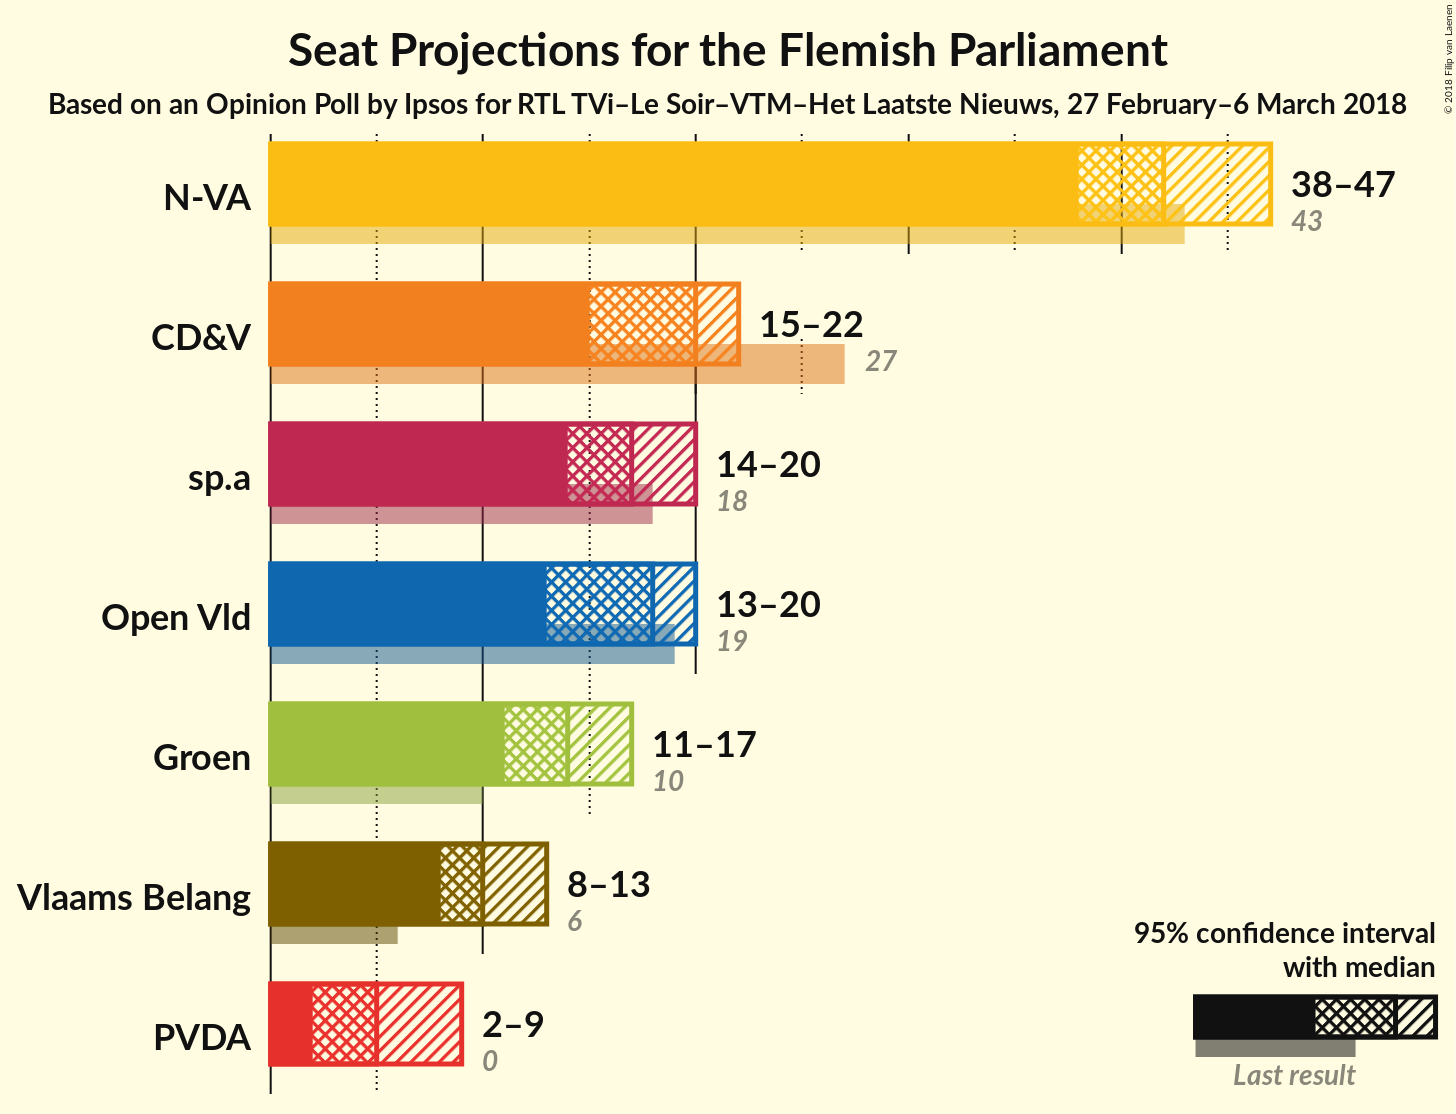 Seat Projections for the Flemish Parliament
Based on an Opinion Poll by Ipsos for RTL TVi–Le Soir–VTM–Het Laatste Nieuws, 27 February–6 March 2018
© 2018 Filip van Laenen
N-VA
38–47
43
CD&V
15–22
27
sp.a
14–20
18
Open Vld
13–20
19
Groen
11–17
10
Vlaams Belang
8–13
6
PVDA
2–9
0
95% confidence interval
with median
Last result